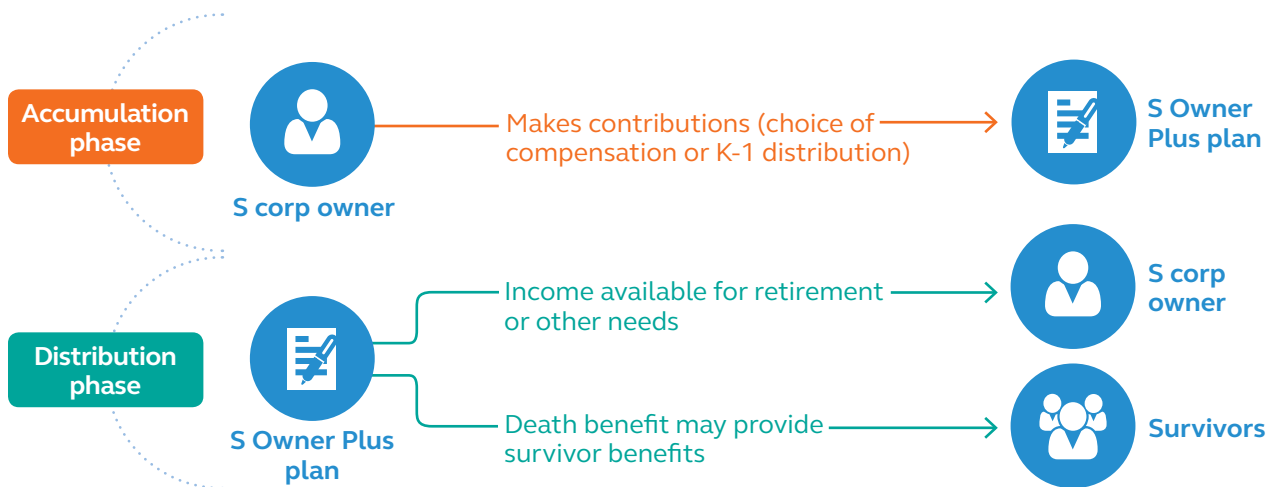 Accumulation
phase
S corp owner
Makes contributions (choice of
compensation or K-1 distribution)
S Owner
Plus plan
Distribution
phase
S Owner Plus
plan
Income available for retirement
or other needs
S corp
owner
Death benefit may provide
survivor benefits
Survivors